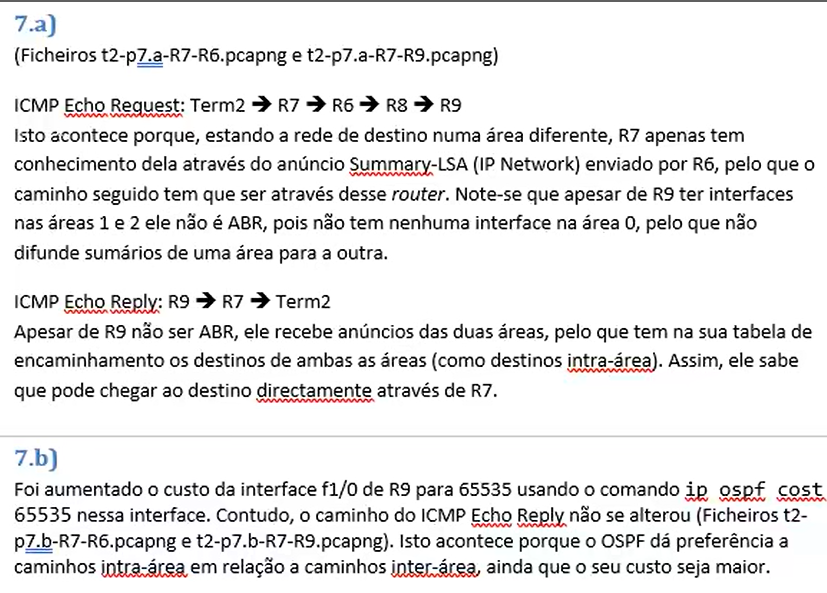 7.a)
(Ficheiros t2-p7.a-R7-R6.pcapng e t2-p7.a-R7-R9.pcapng)
ICMP Echo Request: Term2 → R7 → R6 → R8 → R9
Isto acontece porque, estando a rede de destino numa área diferente, R7 apenas tem
conhecimento dela através do anúncio Summary-LSA (IP Network) enviado por R6, pelo que o
caminho seguido tem que ser através desse router. Note-se que apesar de R9 ter interfaces
nas áreas 1 e 2 ele não é ABR, pois não tem nenhuma interface na área 0, pelo que não
difunde sumários de uma área para a outra.
ICMP Echo Reply: R9 → R7 → Term2
Apesar de R9 não ser ABR, ele recebe anúncios das duas áreas, pelo que tem na sua tabela de
encaminhamento os destinos de ambas as áreas (como destinos intra-área). Assim, ele sabe
que pode chegar ao destino directamente através de R7.
7.b)
Foi aumentado o custo da interface f1/0 de R9 para 65535 usando o comando ip ospf cost
65535 nessa interface. Contudo, o caminho do ICMP Echo Reply não se alterou (Ficheiros t2-
p7.b-R7-R6.pcapng e t2-p7.b-R7-R9.pcapng). Isto acontece porque o OSPF dá preferência a
caminhos intra-área em relação a caminhos inter-área, ainda que o seu custo seja maior.